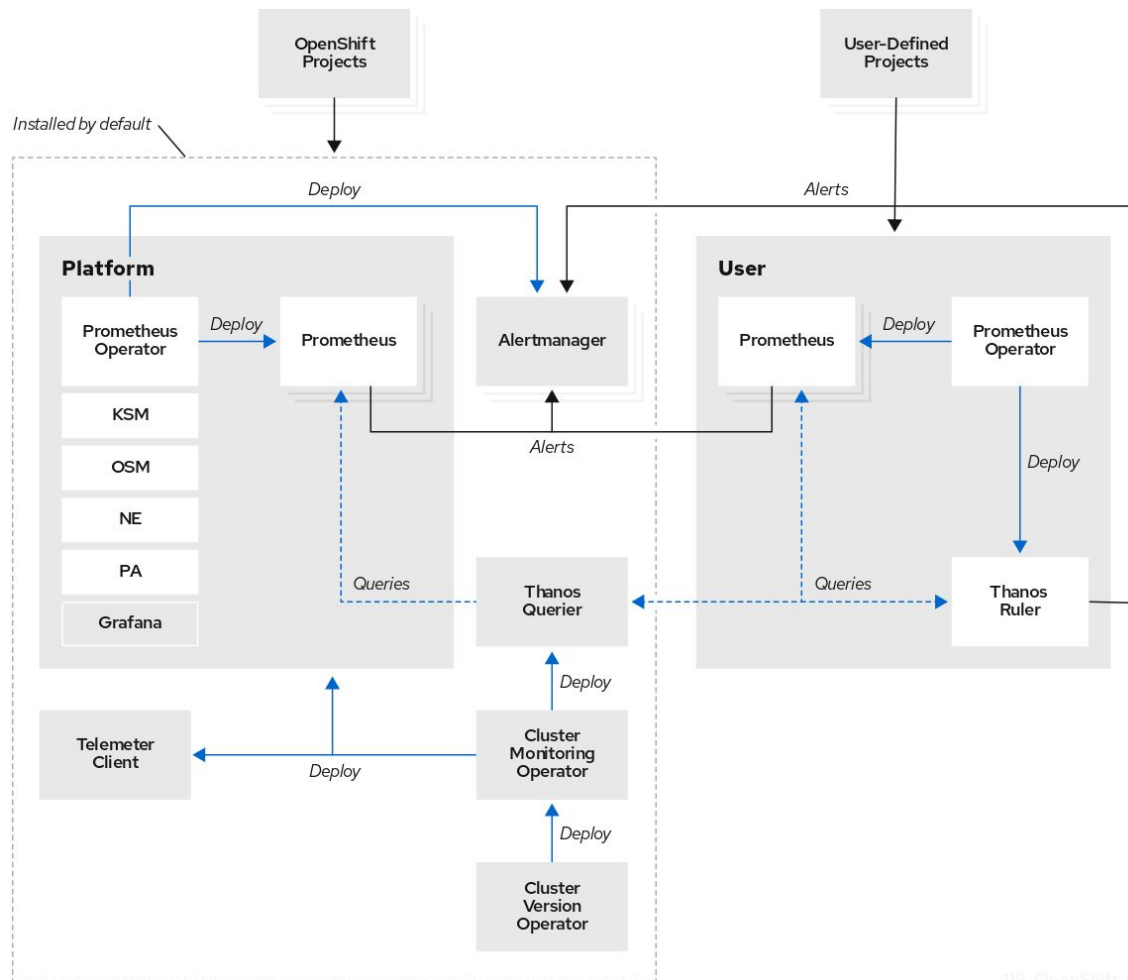 OpenShift
Projects
User-Defined
Projects
Installed by default
Deploy
Alerts
Platform
User
Prometheus
Operator
Deploy
Prometheus
Alertmanager
Prometheus
Deploy
Prometheus
Operator
KSM
Alerts
OSM
Deploy
NE
PA
Queries
Thanos
Querier
Queries
Thanos
Ruler
Grafana
Deploy
Telemeter
Client
Deploy
Cluster
Monitoring
Operator
Deploy
Cluster
Version
Operator
118_OpenShift